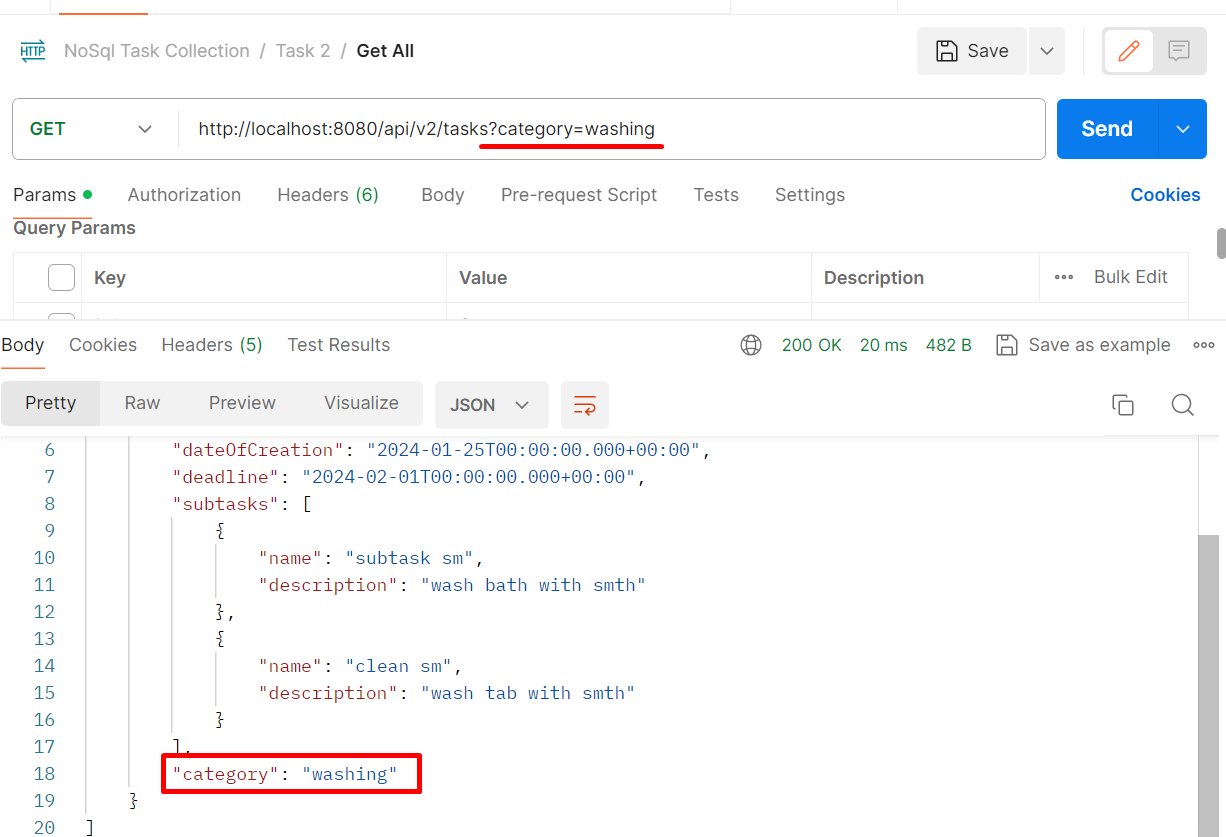 HTTP NoSql Task Collection / Task 2 / Get All Save
GET http://localhost:8080/api/v2/tasks?category=washing Send
Params Authorization Headers (6) Body Pre-request Script Tests Settings Cookies
Query Params
Key Value Description Bulk Edit
Body Cookies Headers (5) Test Results 200 OK 20 ms 482 B Save as example
Pretty Raw Preview Visualize JSON
6 "dateOfCreation": "2024-01-25T00:00:00.000+00:00",
7 "deadline": "2024-02-01T00:00:00.000+00:00",
8 "subtasks": [
9 {
10 "name": "subtask sm",
11 "description": "wash bath with smth"
12 },
13 {
14 "name": "clean sm",
15 "description": "wash tab with smth"
16 }
17 ],
18 "category": "washing"
19 }
20 ]